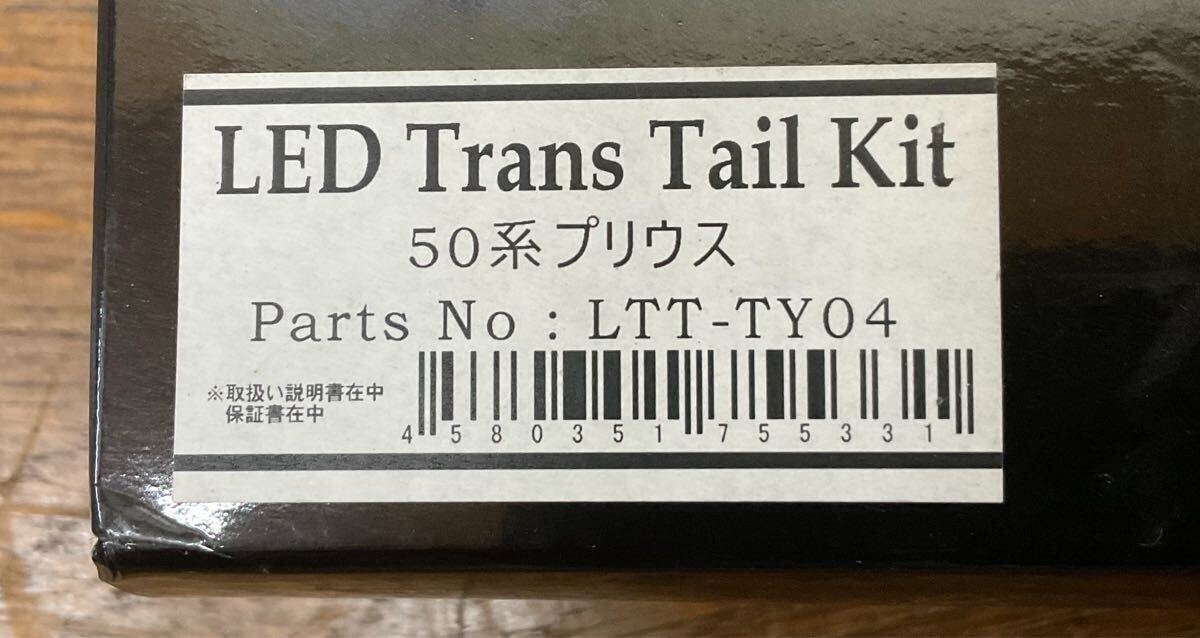 LED Trans Tail Kit
50系プリウス
Parts No : LTT-TY04
※取扱い説明書在中
保証書在中
4580351755331